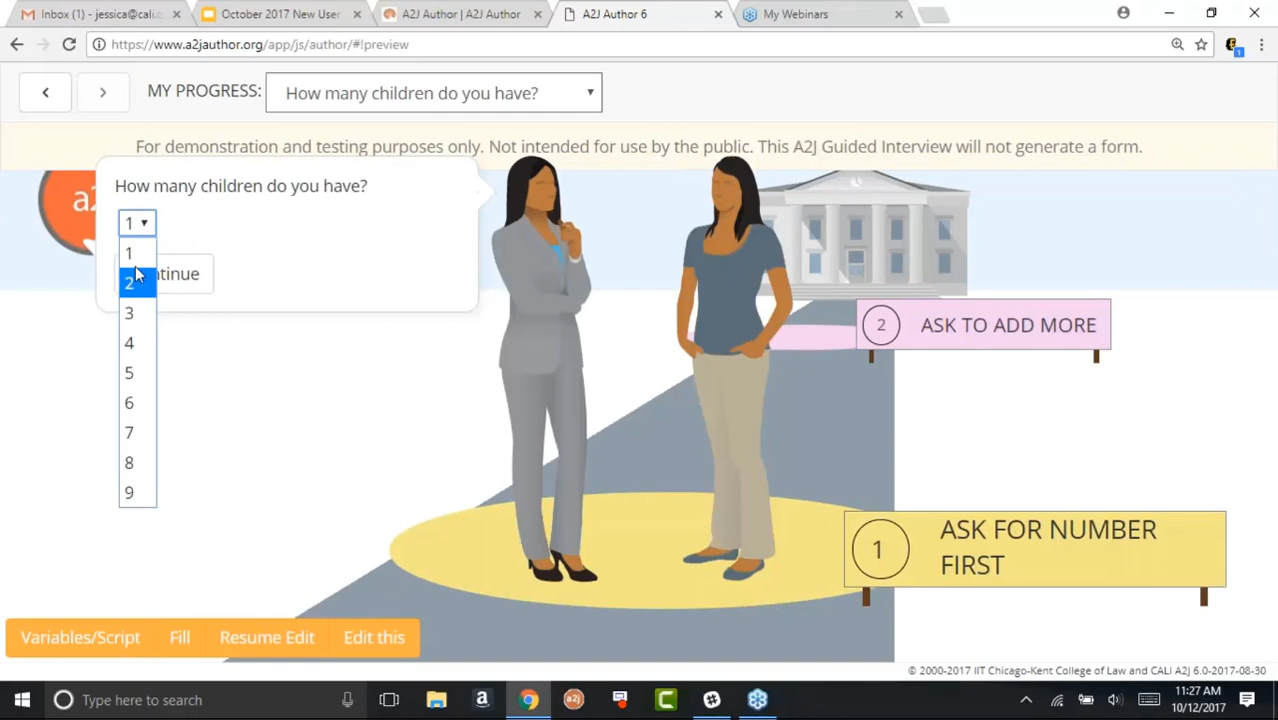 Inbox (1) - jessica@cali.o
October 2017 New User
A2J Author | A2J Author
A2J Author 6
My Webinars
https://www.a2jauthor.org/app/js/author/#!preview
MY PROGRESS: How many children do you have?
For demonstration and testing purposes only. Not intended for use by the public. This A2J Guided Interview will not generate a form.
a2
How many children do you have?
1
1
tinue
2
3
4
5
6
7
8
9
2 ASK TO ADD MORE
1 ASK FOR NUMBER
FIRST
Variables/Script Fill Resume Edit Edit this
© 2000-2017 IIT Chicago-Kent College of Law and CALI A2J 6.0-2017-08-30
Type here to search
a
a2j
11:27 AM
10/12/2017